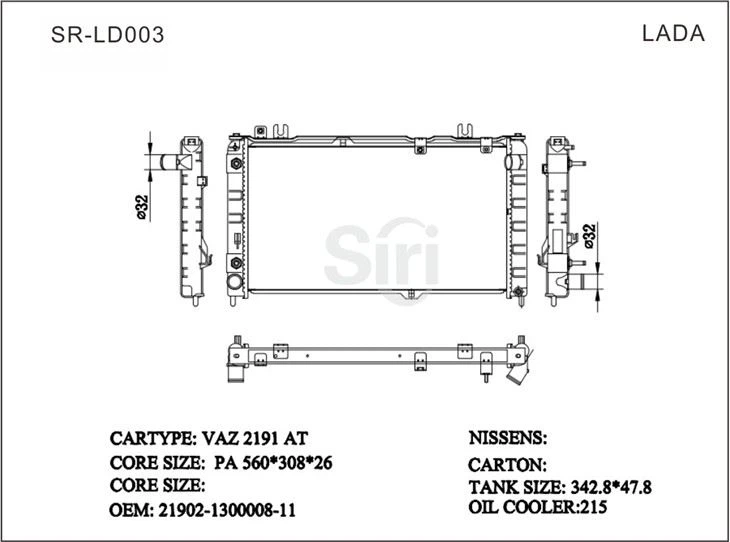 SR-LD003
LADA
ø32
ø32
Siri
CARTYPE: VAZ 2191 AT
CORE SIZE: PA 560*308*26
CORE SIZE:
OEM: 21902-1300008-11
NISSENS:
CARTON:
TANK SIZE: 342.8*47.8
OIL COOLER:215